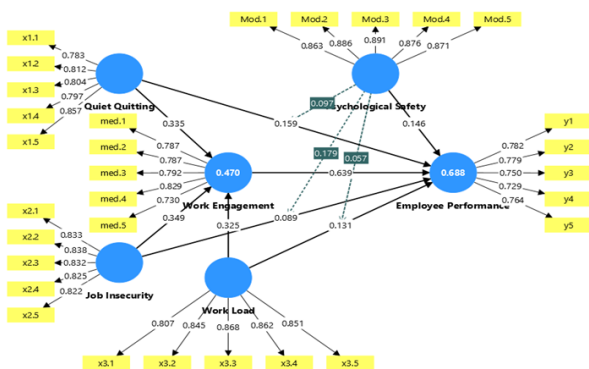 Mod.1
Mod.2
Mod.3
Mod.4
Mod.5
0.863
0.886
0.891
0.876
0.871
x1.1
x1.2
x1.3
x1.4
x1.5
0.783
0.812
0.804
0.797
0.857
Quiet Quitting
Psychological Safety
0.097
0.159
0.146
0.335
med.1
med.2
med.3
med.4
med.5
0.787
0.787
0.792
0.829
0.730
0.179
0.057
0.470
0.639
0.688
Work Engagement
Employee Performance
y1
y2
y3
y4
y5
0.782
0.779
0.750
0.729
0.764
0.349
0.325
0.089
0.131
x2.1
x2.2
x2.3
x2.4
x2.5
0.833
0.838
0.832
0.825
0.822
Job Insecurity
Work Load
0.807
0.845
0.868
0.862
0.851
x3.1
x3.2
x3.3
x3.4
x3.5